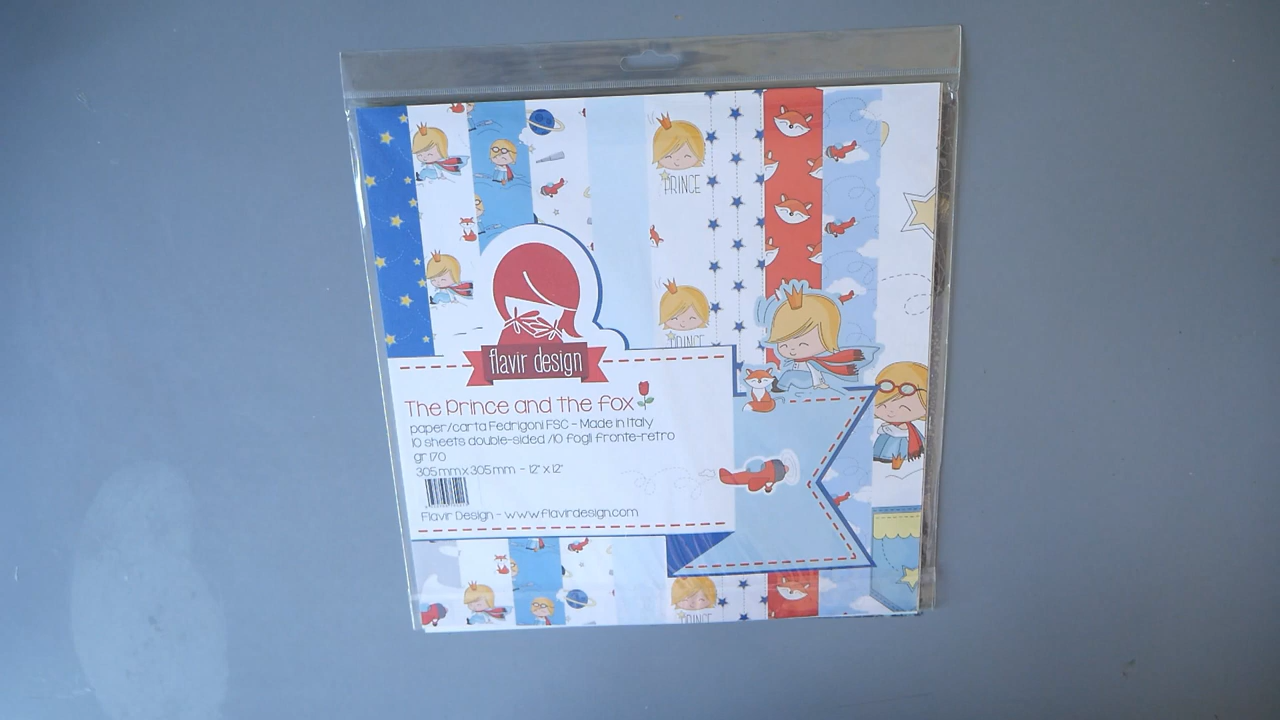 PRINCE
PRINCE
flavir design
The Prince and the fox
paper/carta Fedrigoni FSC - Made in Italy
10 sheets double-sided /10 fogli fronte-retro
gr 170
305 mm x 305 mm - 12" x 12"
Flavir Design - www.flavirdesign.com
PRINCE